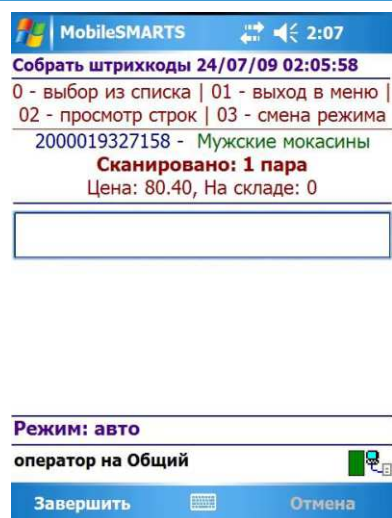 MobileSMARTS 2:07
Собрать штрихкоды 24/07/09 02:05:58
0 - выбор из списка | 01 - выход в меню |
02 - просмотр строк | 03 - смена режима
2000019327158 - Мужские мокасины
Сканировано: 1 пара
Цена: 80.40, На складе: 0
Режим: авто
оператор на Общий
Завершить Отмена